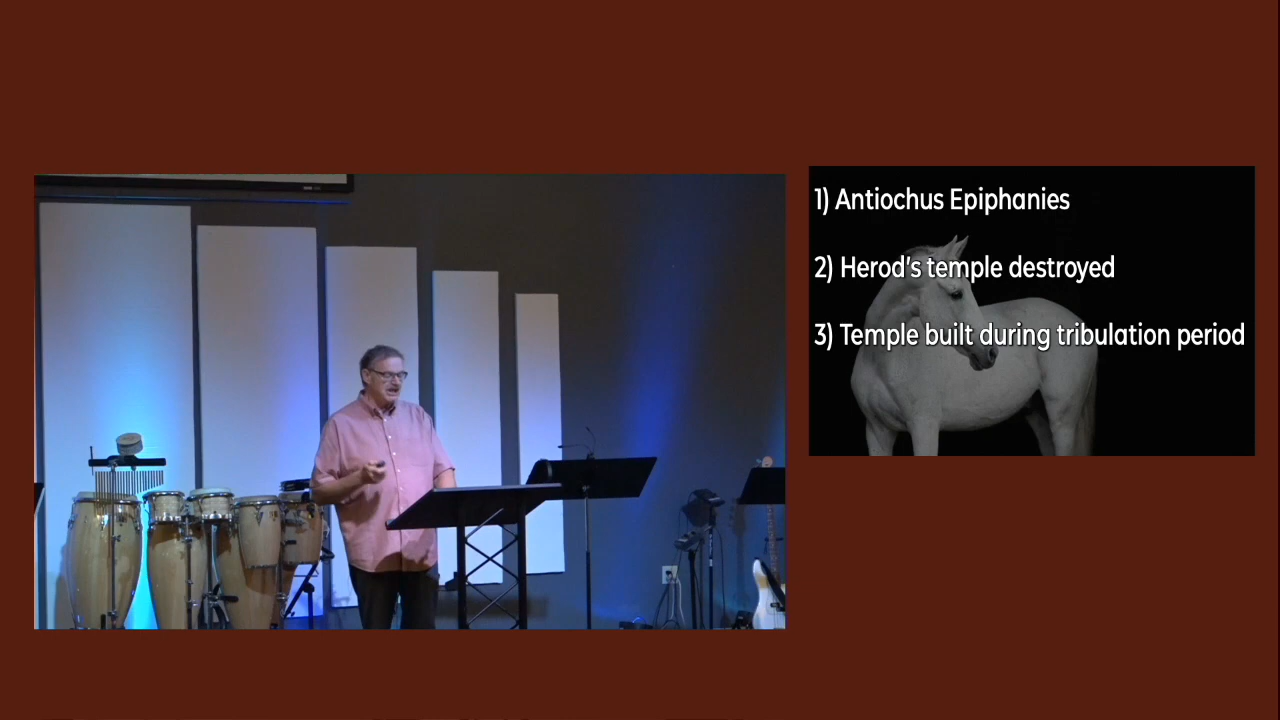 1) Antiochus Epiphanies
2) Herod's temple destroyed
3) Temple built during tribulation period